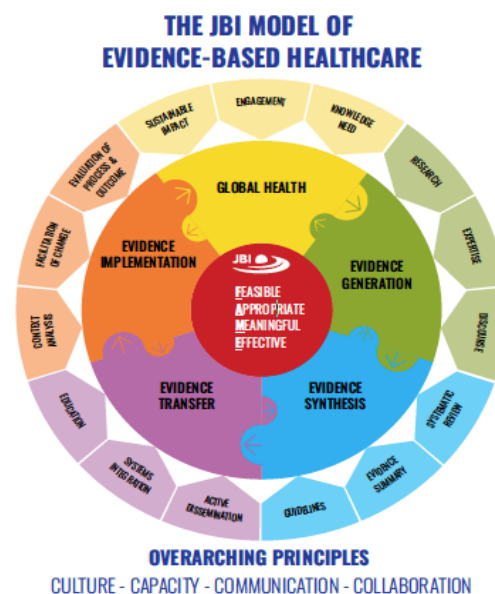 THE JBI MODEL OF
EVIDENCE-BASED HEALTHCARE
ENGAGEMENT
KNOWLEDGE
NEED
RESEARCH
EXPERTISE
DISCOURSE
SYSTEMATIC
REVIEW
EVIDENCE
SUMMARY
GUIDELINES
ACTIVE
DISSEMINATION
SYSTEMS
INTEGRATION
EDUCATION
CONTEXT
ANALYSIS
FACILITATION
OF CHANGE
EVALUATION OF
PROCESS &
OUTCOME
SUSTAINABLE
IMPACT
GLOBAL HEALTH
EVIDENCE
GENERATION
EVIDENCE
SYNTHESIS
EVIDENCE
TRANSFER
EVIDENCE
IMPLEMENTATION
JBI
FEASIBLE
APPROPRIATE
MEANINGFUL
EFFECTIVE
OVERARCHING PRINCIPLES
CULTURE - CAPACITY - COMMUNICATION - COLLABORATION